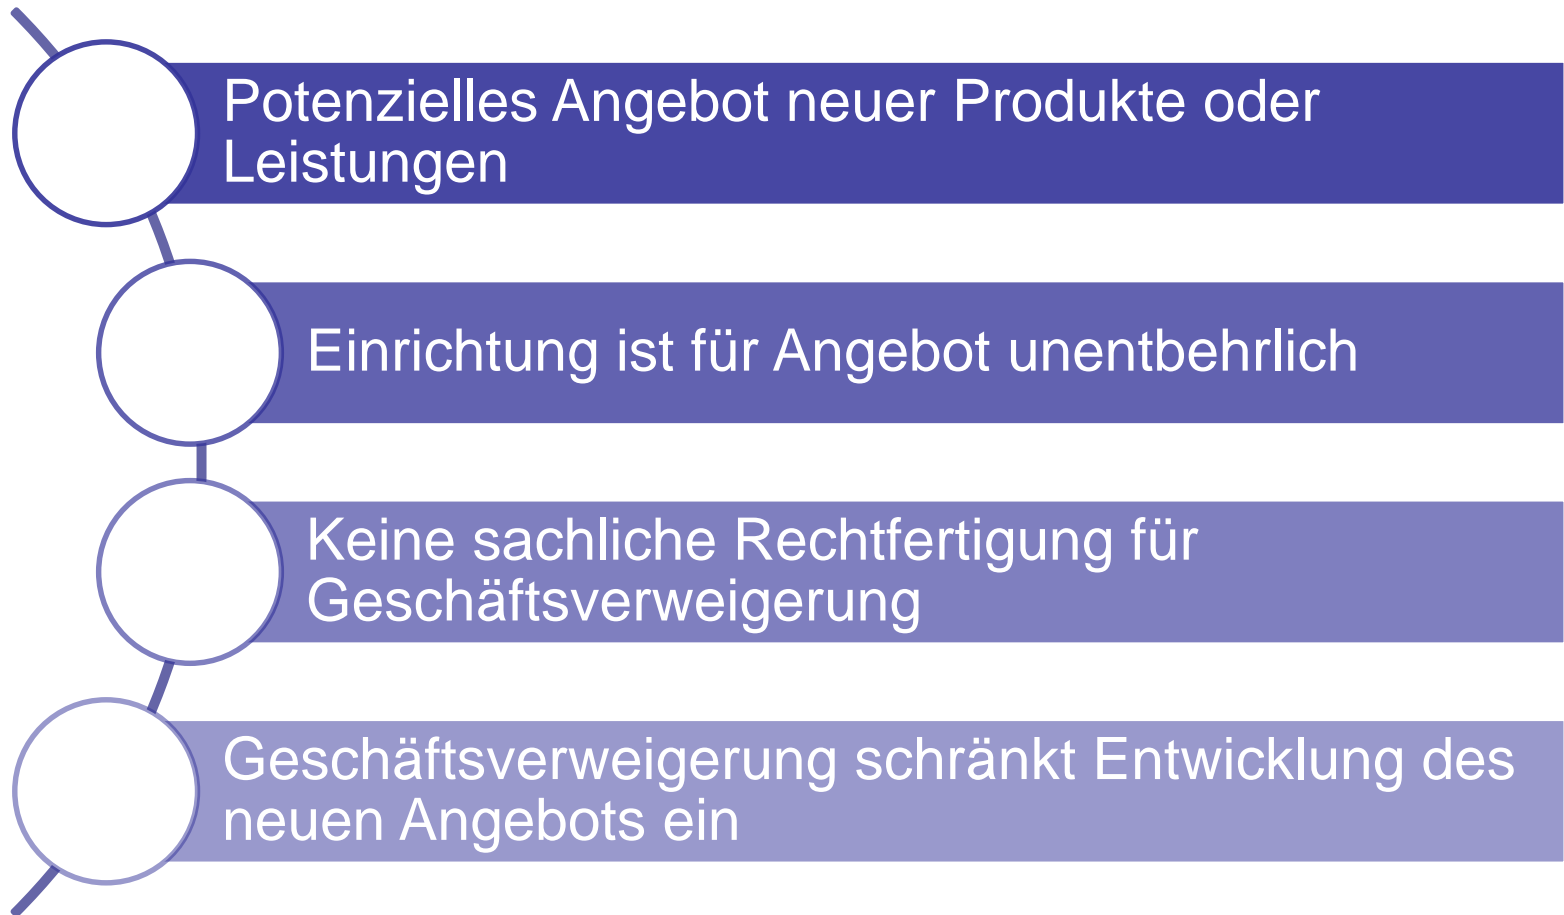 Potenzielles Angebot neuer Produkte oder
Leistungen
Einrichtung ist für Angebot unentbehrlich
Keine sachliche Rechtfertigung für
Geschäftsverweigerung
Geschäftsverweigerung schränkt Entwicklung des
neuen Angebots ein